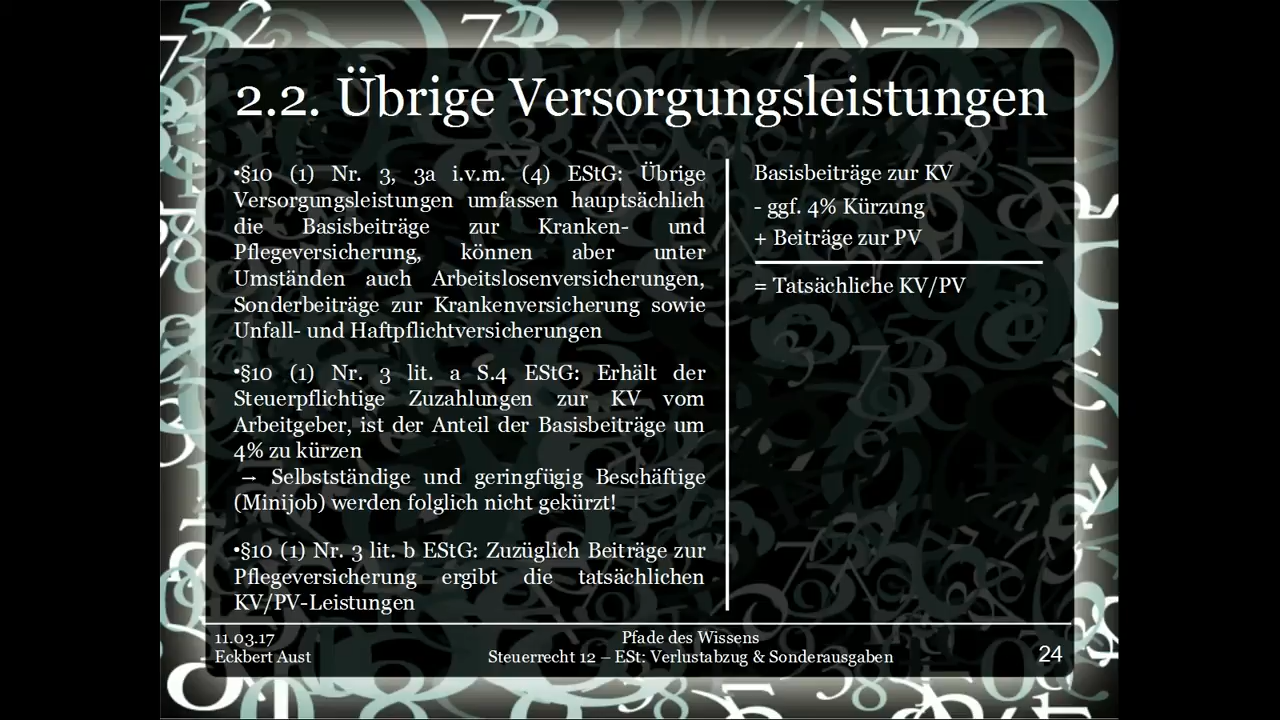 2.2. Übrige Versorgungsleistungen
•§10 (1) Nr. 3, 3a i.v.m. (4) EStG: Übrige
Versorgungsleistungen umfassen hauptsächlich
die Basisbeiträge zur Kranken- und
Pflegeversicherung, können aber unter
Umständen auch Arbeitslosenversicherungen,
Sonderbeiträge zur Krankenversicherung sowie
Unfall- und Haftpflichtversicherungen
•§10 (1) Nr. 3 lit. a S.4 EStG: Erhält der
Steuerpflichtige Zuzahlungen zur KV vom
Arbeitgeber, ist der Anteil der Basisbeiträge um
4% zu kürzen
→ Selbstständige und geringfügig Beschäftige
(Minijob) werden folglich nicht gekürzt!
•§10 (1) Nr. 3 lit. b EStG: Zuzüglich Beiträge zur
Pflegeversicherung ergibt die tatsächlichen
KV/PV-Leistungen
Basisbeiträge zur KV
- ggf. 4% Kürzung
+ Beiträge zur PV
= Tatsächliche KV/PV
11.03.17
Eckbert Aust
Pfade des Wissens
Steuerrecht 12 – ESt: Verlustabzug & Sonderausgaben
24